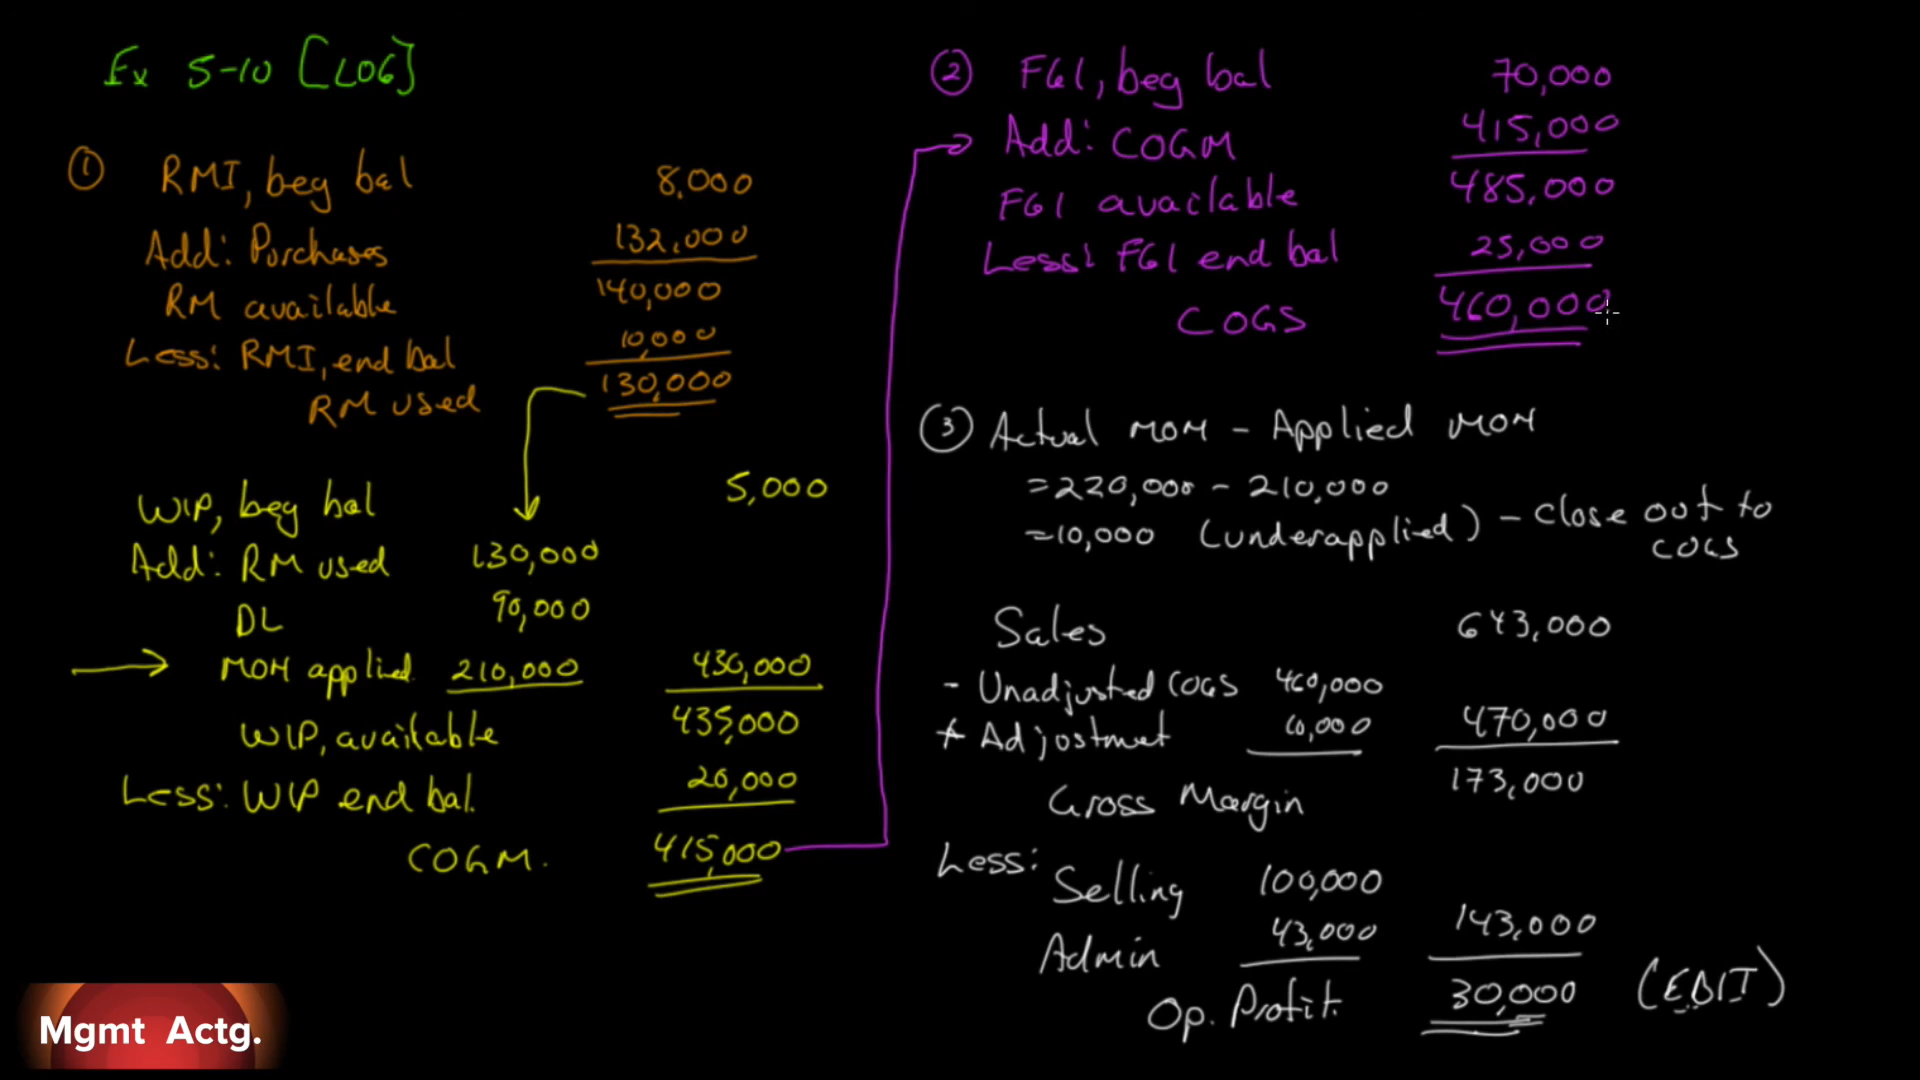 Ex 5-10 [LO6]
① RMI, beg bal 8,000
Add: Purchases 132,000
RM available 140,000
Less: RMI, end bal 10,000
RM used 130,000
WIP, beg bal 5,000
Add: RM used 130,000
DL 90,000
MOH applied 210,000 430,000
WIP, available 435,000
Less: WIP end bal. 20,000
COGM. 415,000
② FGI, beg bal 70,000
Add: COGM 415,000
FGI available 485,000
Less: FGI end bal 25,000
COGS 460,000
③ Actual MOH - Applied MOH
=220,000 - 210,000
=10,000 (underapplied) - close out to
COGS
Sales 643,000
- Unadjusted COGS 460,000
+ Adjustment 10,000 470,000
Gross Margin 173,000
Less:
Selling 100,000
Admin 43,000 143,000
Op. Profit. 30,000 (EBIT)
Mgmt Actg.